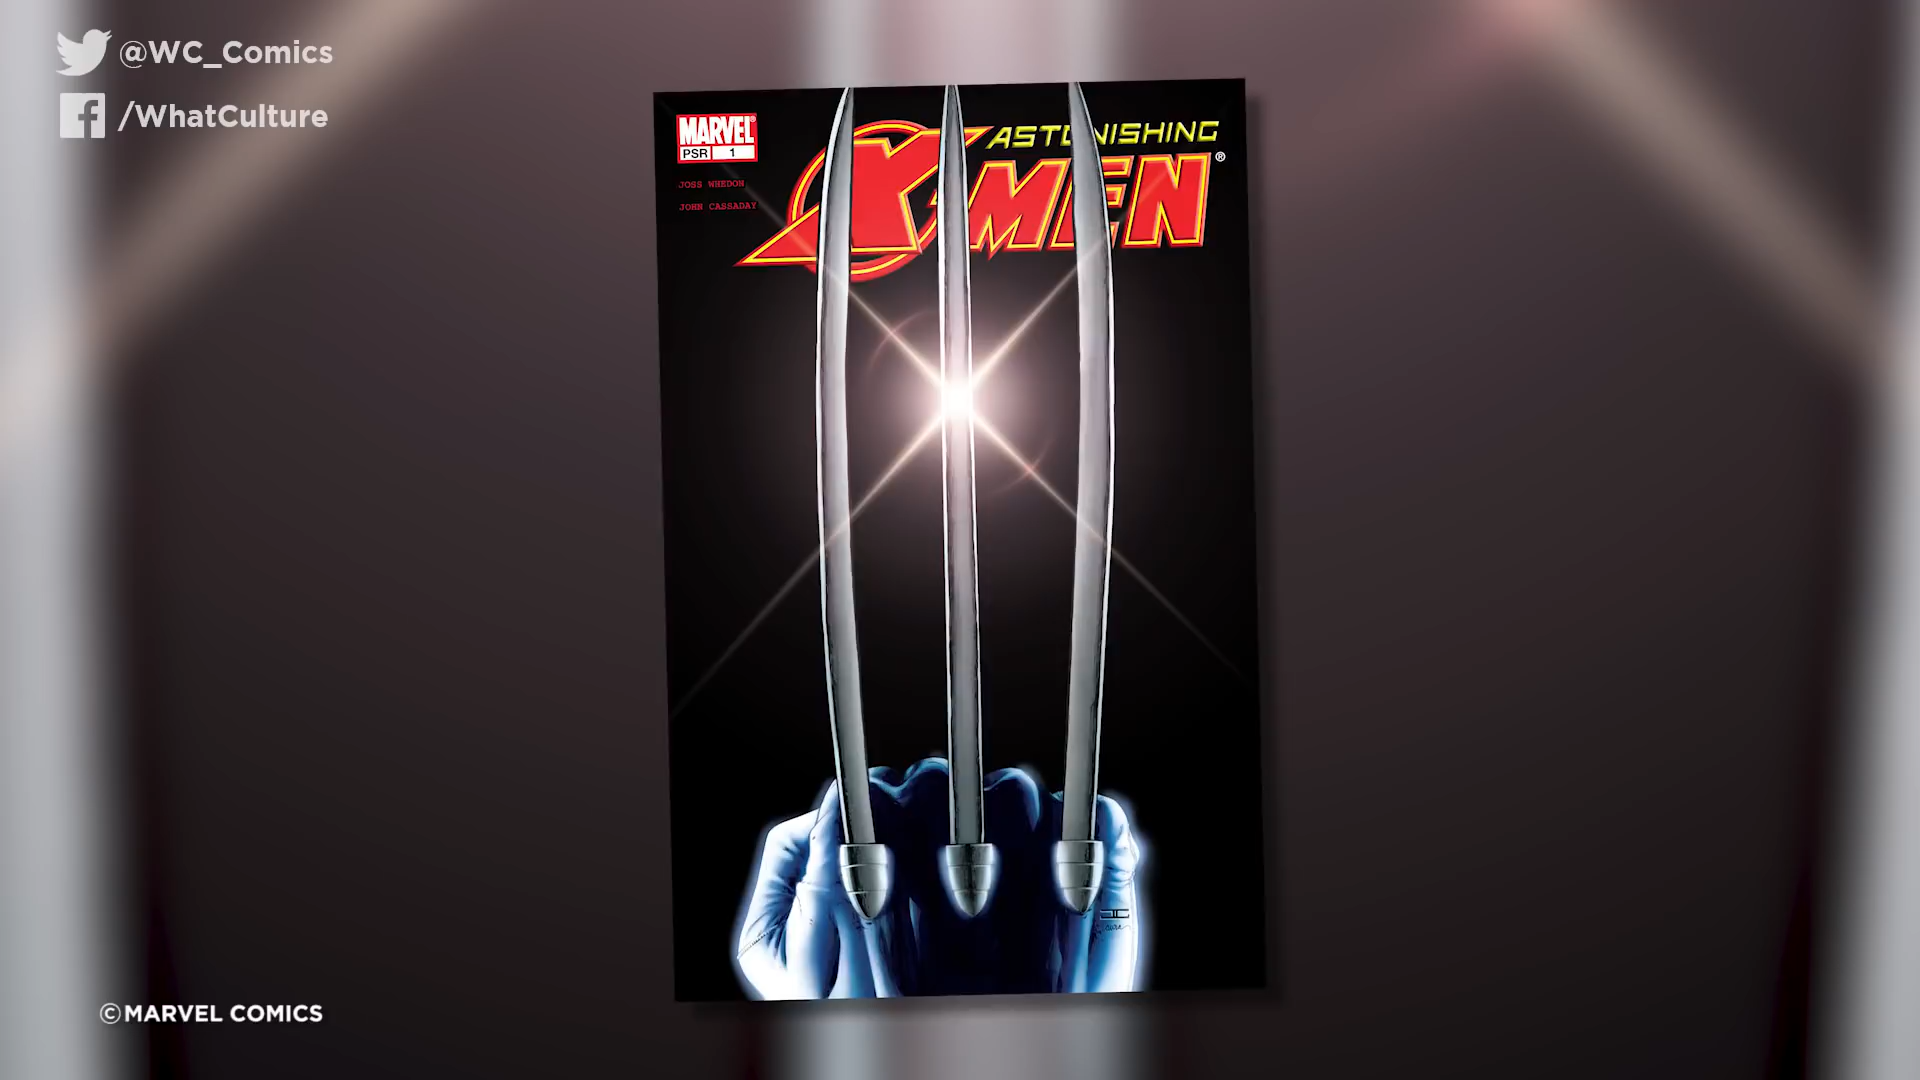 @WC_Comics
/WhatCulture
MARVEL®
PSR 1
JOSS WHEDON
JOHN CASSADAY
ASTONISHING
X-MEN®
©MARVEL COMICS